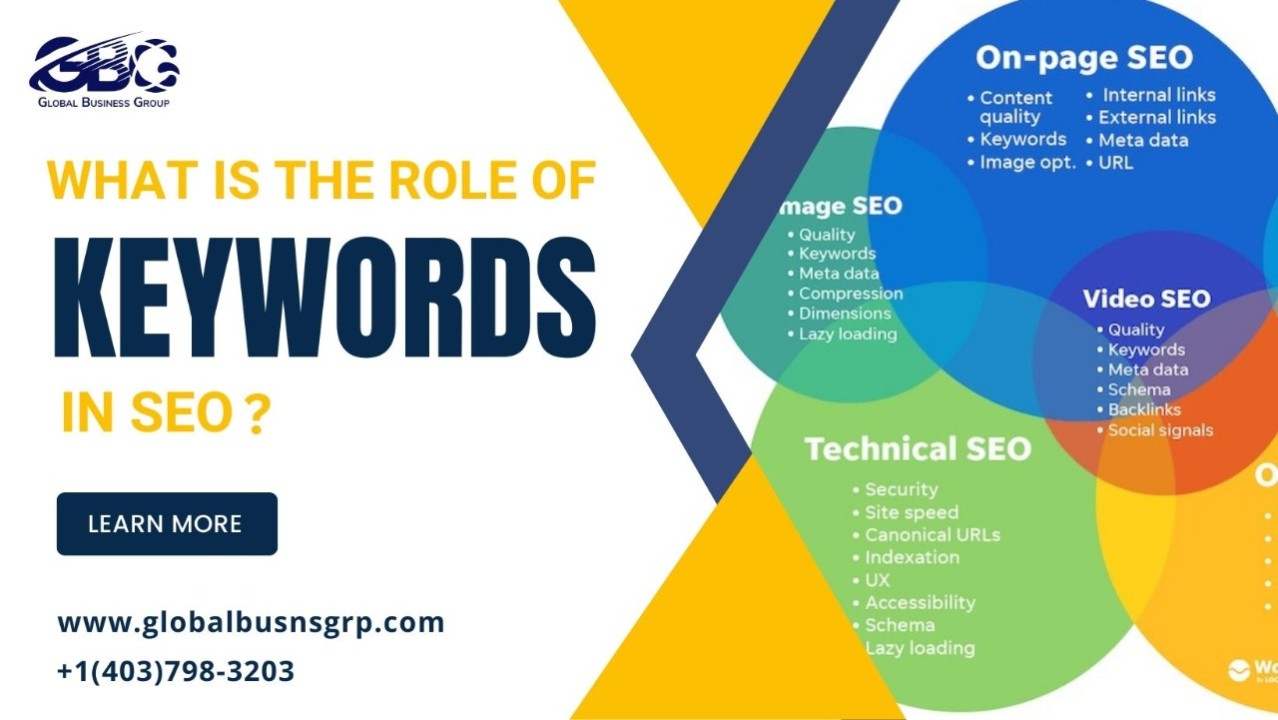 GBG
GLOBAL BUSINESS GROUP
WHAT IS THE ROLE OF
KEYWORDS
IN SEO ?
LEARN MORE
www.globalbusnsgrp.com
+1(403)798-3203
On-page SEO
• Content
quality
• Keywords
• Image opt.
• Internal links
• External links
• Meta data
• URL
mage SEO
• Quality
• Keywords
• Meta data
• Compression
• Dimensions
• Lazy loading
Video SEO
• Quality
• Keywords
• Meta data
• Schema
• Backlinks
• Social signals
Technical SEO
• Security
• Site speed
• Canonical URLs
• Indexation
• UX
• Accessibility
• Schema
Lazy loading
O